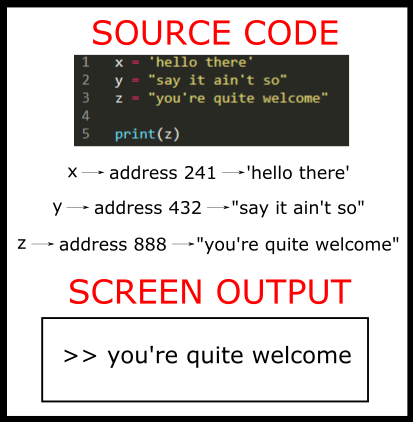 SOURCE CODE
1 x = 'hello there'
2 y = "say it ain't so"
3 z = "you're quite welcome"
4
5 print(z)
x → address 241 → 'hello there'
y → address 432 → "say it ain't so"
z → address 888 → "you're quite welcome"
SCREEN OUTPUT
>> you're quite welcome